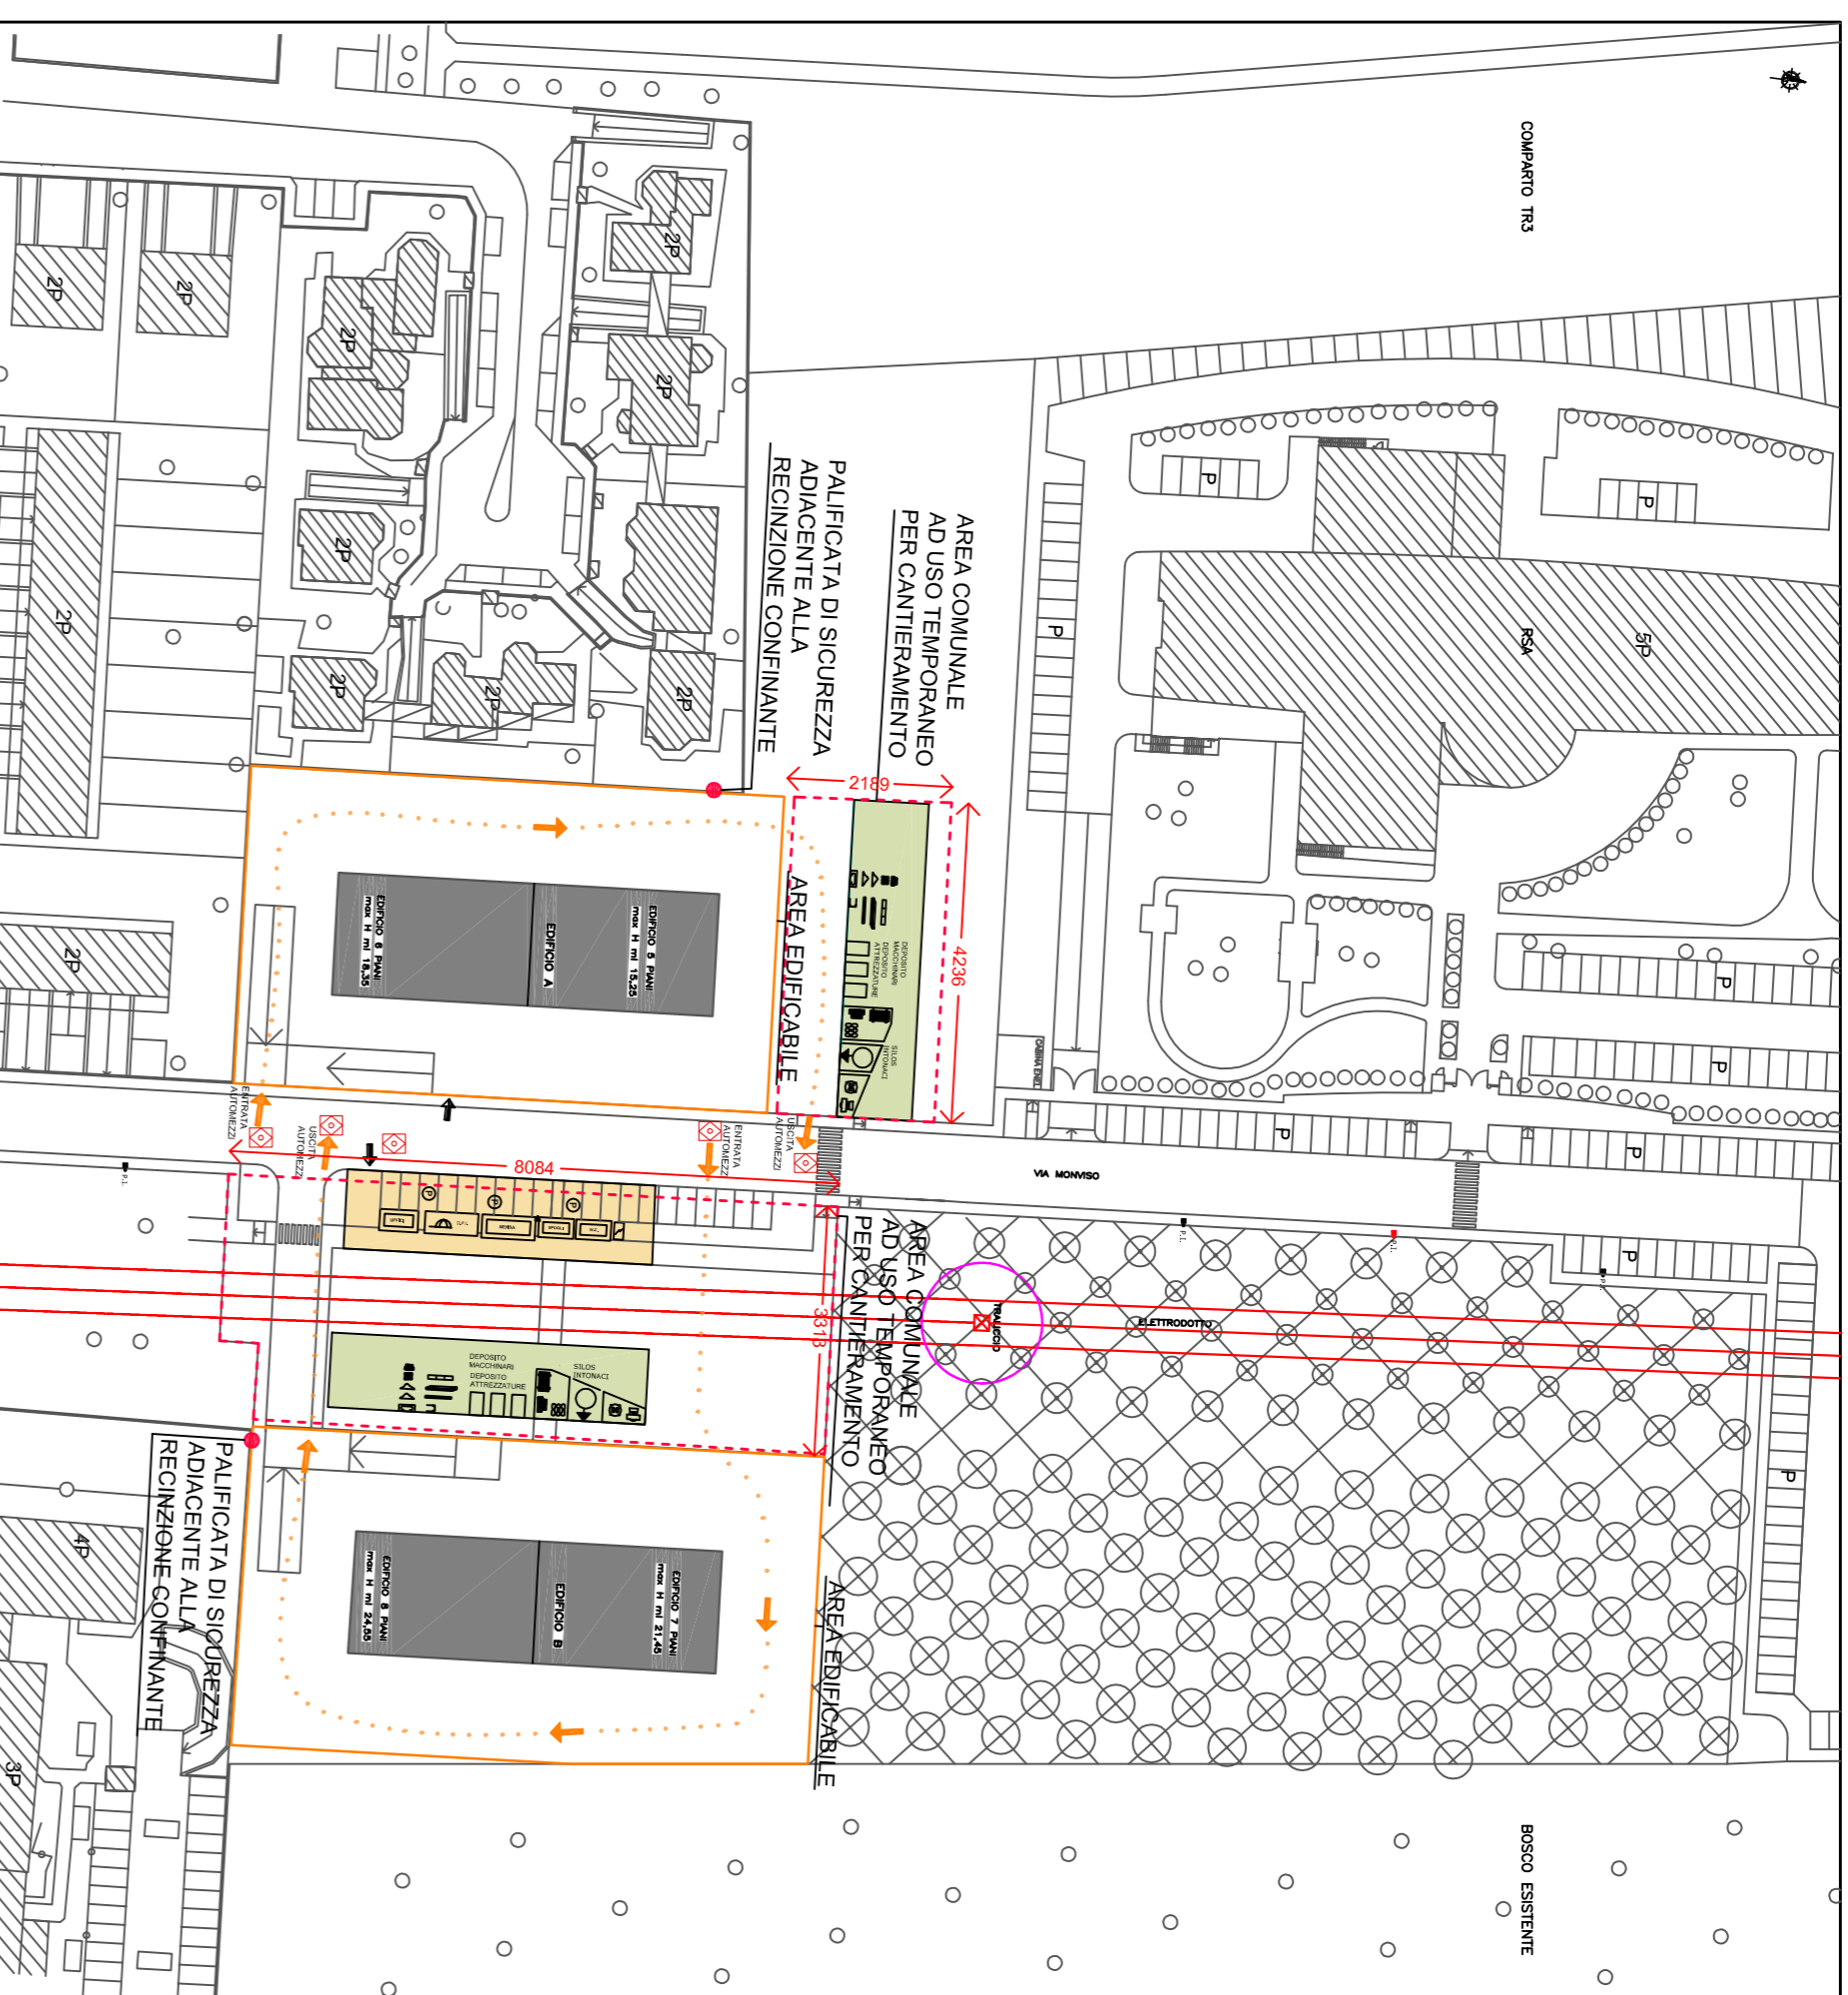 COMPARTO TR3
2P
2P
2P
2P
2P
2P
2P
2P
2P
2P
2P
2P
P
P
P
5P
RSA
PALIFICATA DI SICUREZZA
ADIACENTE ALLA
RECINZIONE CONFINANTE
AREA COMUNALE
AD USO TEMPORANEO
PER CANTIERAMENTO
2189
4236
DEPOSITO
MACCHINARI
DEPOSITO
ATTREZZATURE
SILOS
INTONACI
AREA EDIFICABILE
EDIFICIO 5 PIANI
max H ml 15,25
EDIFICIO A
EDIFICIO 6 PIANI
max H ml 18,35
P
P
P
P
ENTRATA
AUTOMEZZI
USCITA
AUTOMEZZI
ENTRATA
AUTOMEZZI
USCITA
AUTOMEZZI
8084
VIA MONVISO
P.I.
P.I.
P
P
P
P
P
AREA COMUNALE
AD USO TEMPORANEO
PER CANTIERAMENTO
3313
TRALICCIO
ELETTRODOTTO
DEPOSITO
MACCHINARI
DEPOSITO
ATTREZZATURE
SILOS
INTONACI
PALIFICATA DI SICUREZZA
ADIACENTE ALLA
RECINZIONE CONFINANTE
AREA EDIFICABILE
EDIFICIO 7 PIANI
max H ml 21,45
EDIFICIO B
EDIFICIO 8 PIANI
max H ml 24,55
4P
3P
BOSCO ESISTENTE